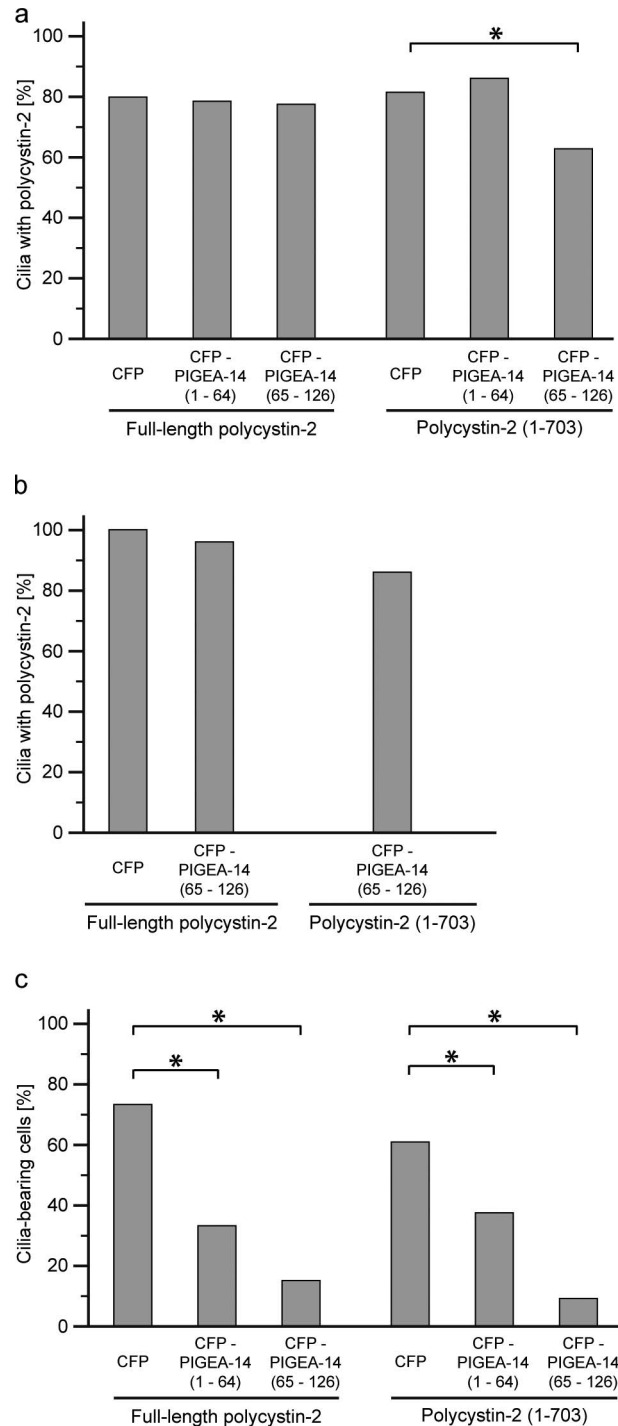 a
Cilia with polycystin-2 [%]
100
80
60
40
20
0
*
CFP
CFP -
PIGEA-14
(1 - 64)
CFP -
PIGEA-14
(65 - 126)
CFP
CFP -
PIGEA-14
(1 - 64)
CFP -
PIGEA-14
(65 - 126)
Full-length polycystin-2
Polycystin-2 (1-703)
b
Cilia with polycystin-2 [%]
100
80
60
40
20
0
CFP
CFP -
PIGEA-14
(65 - 126)
CFP -
PIGEA-14
(65 - 126)
Full-length polycystin-2
Polycystin-2 (1-703)
c
Cilia-bearing cells [%]
100
80
60
40
20
0
*
*
*
*
CFP
CFP -
PIGEA-14
(1 - 64)
CFP -
PIGEA-14
(65 - 126)
CFP
CFP -
PIGEA-14
(1 - 64)
CFP -
PIGEA-14
(65 - 126)
Full-length polycystin-2
Polycystin-2 (1-703)